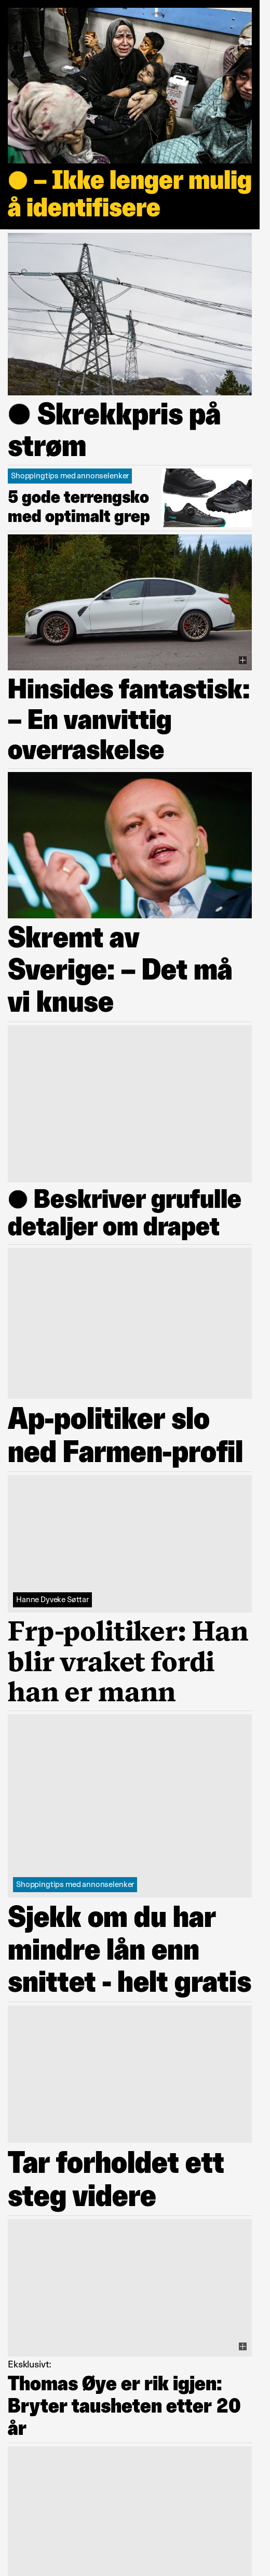 ● – Ikke lenger mulig
å identifisere
● Skrekkpris på
strøm
Shoppingtips med annonselenker
5 gode terrengsko
med optimalt grep
Hinsides fantastisk:
– En vanvittig
overraskelse
Skremt av
Sverige: – Det må
vi knuse
● Beskriver grufulle
detaljer om drapet
Ap-politiker slo
ned Farmen-profil
Hanne Dyveke Søttar
Frp-politiker: Han
blir vraket fordi
han er mann
Shoppingtips med annonselenker
Sjekk om du har
mindre lån enn
snittet - helt gratis
Tar forholdet ett
steg videre
Eksklusivt:
Thomas Øye er rik igjen:
Bryter tausheten etter 20
år